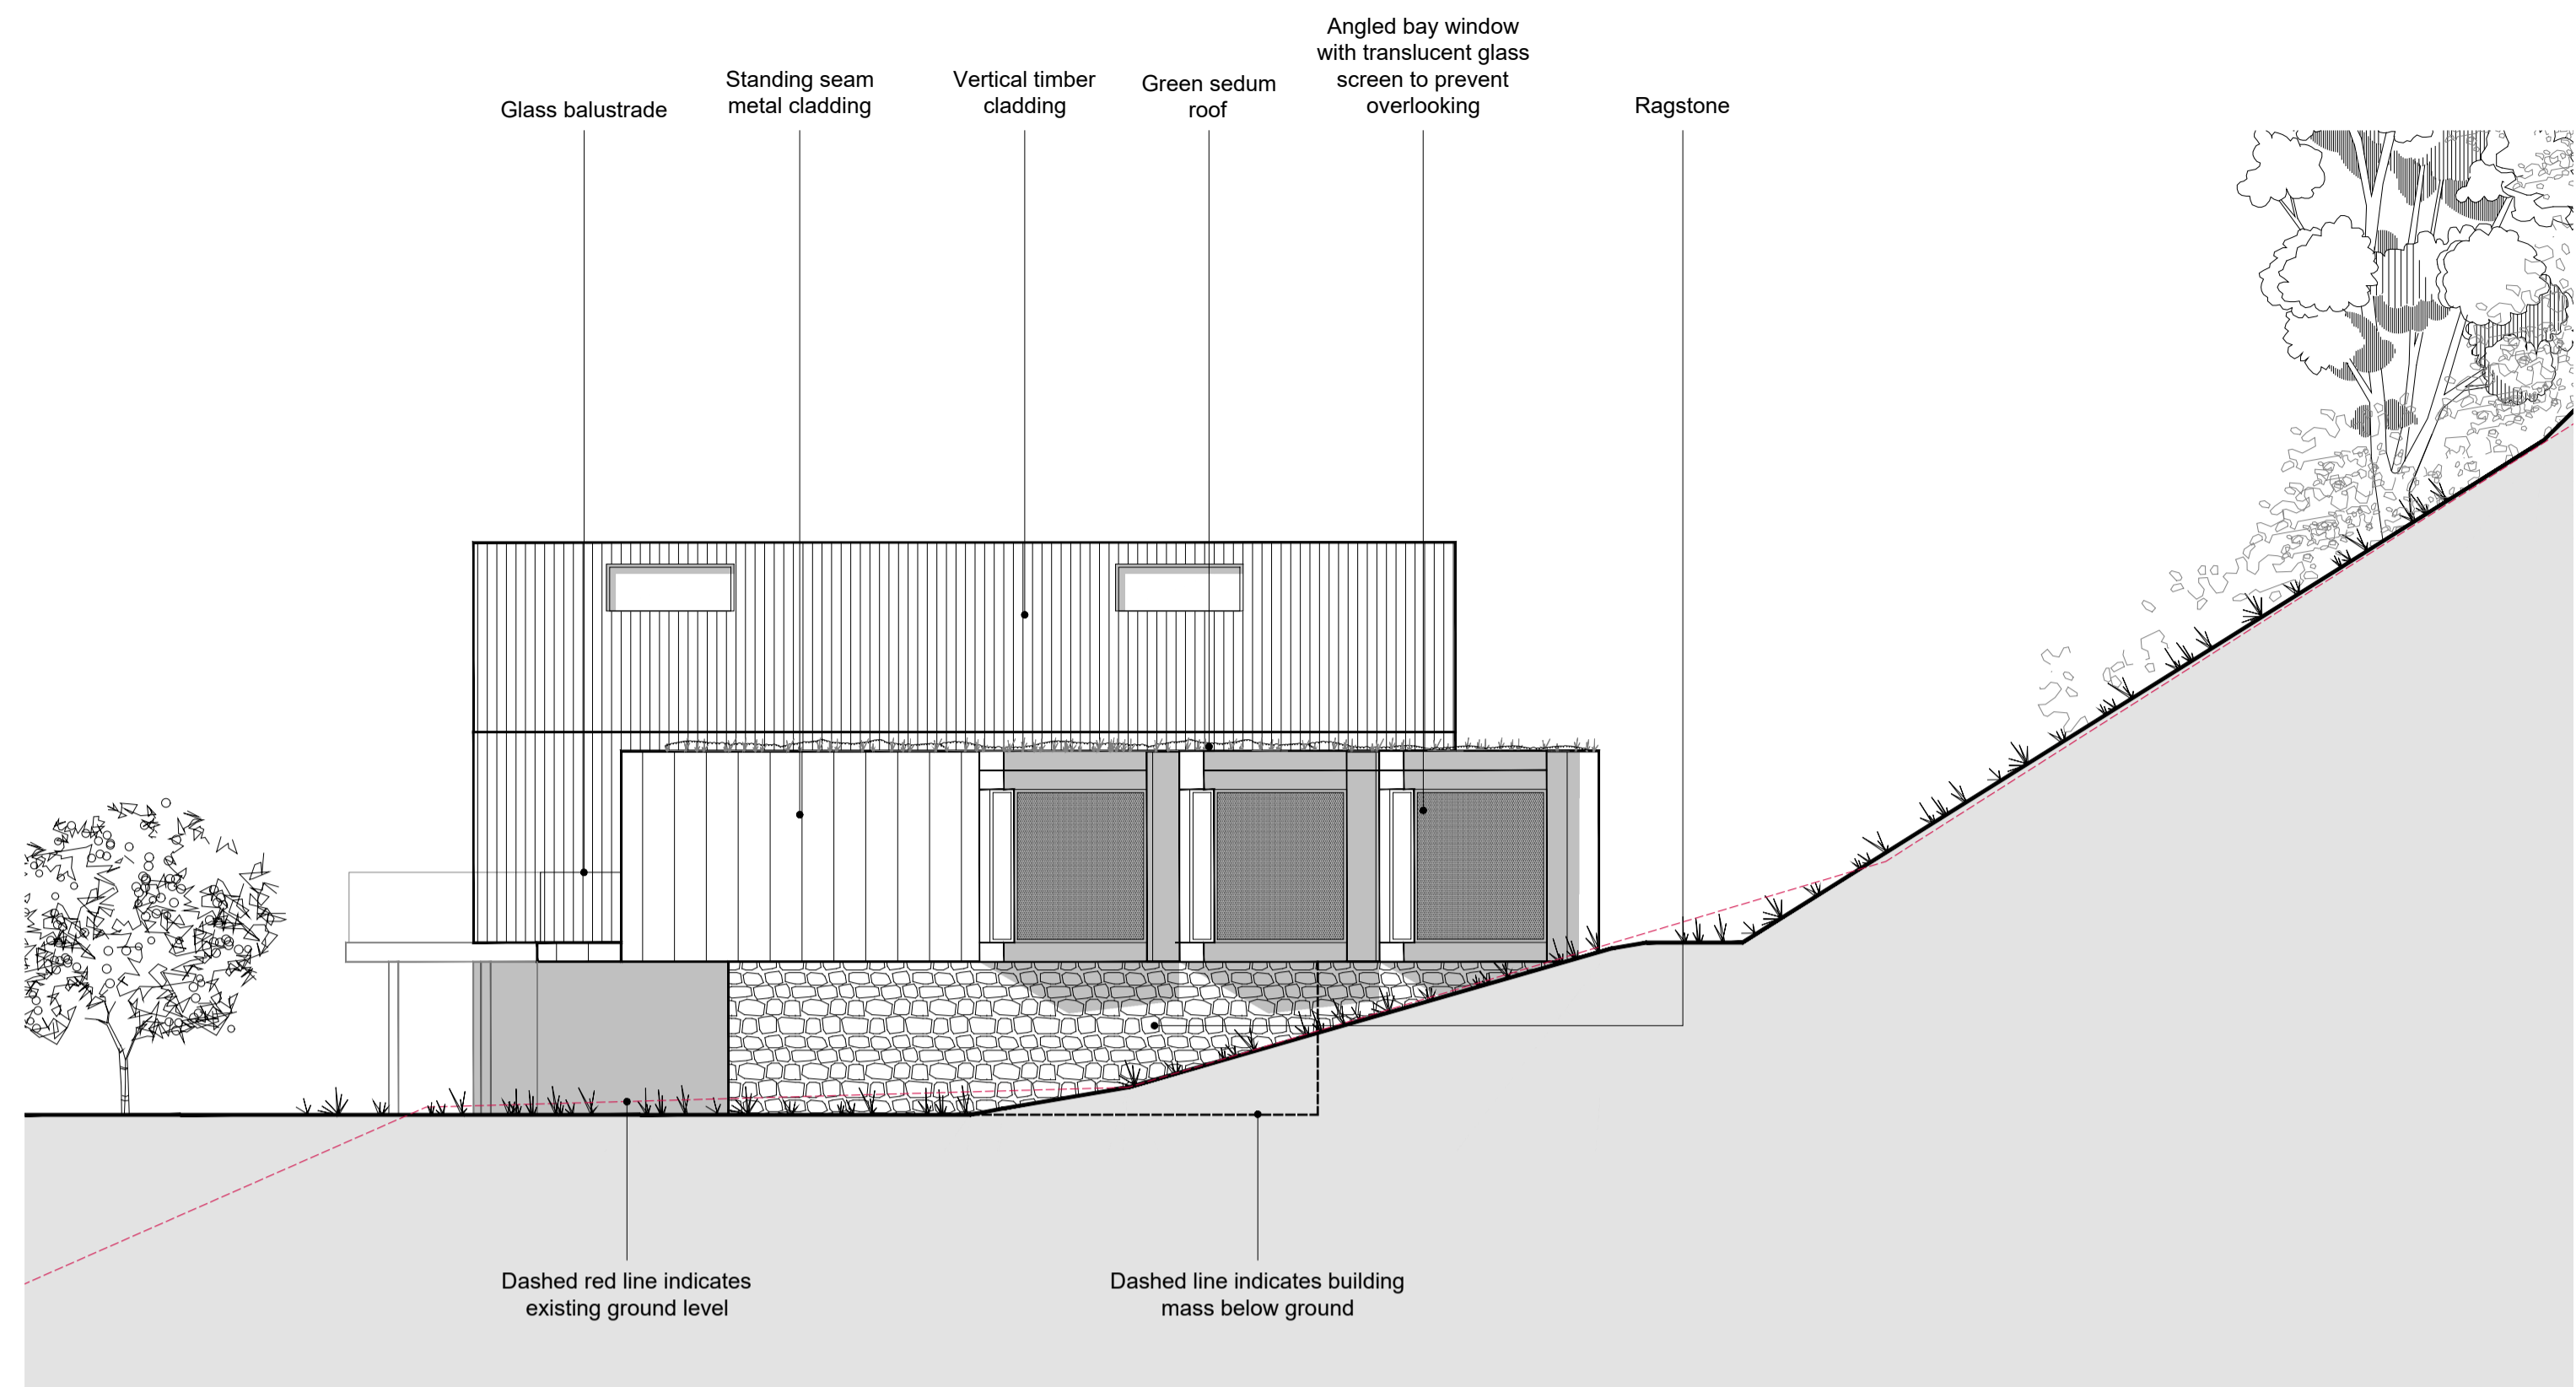 Glass balustrade
Standing seam
metal cladding
Vertical timber
cladding
Green sedum
roof
Angled bay window
with translucent glass
screen to prevent
overlooking
Ragstone
Dashed red line indicates
existing ground level
Dashed line indicates building
mass below ground